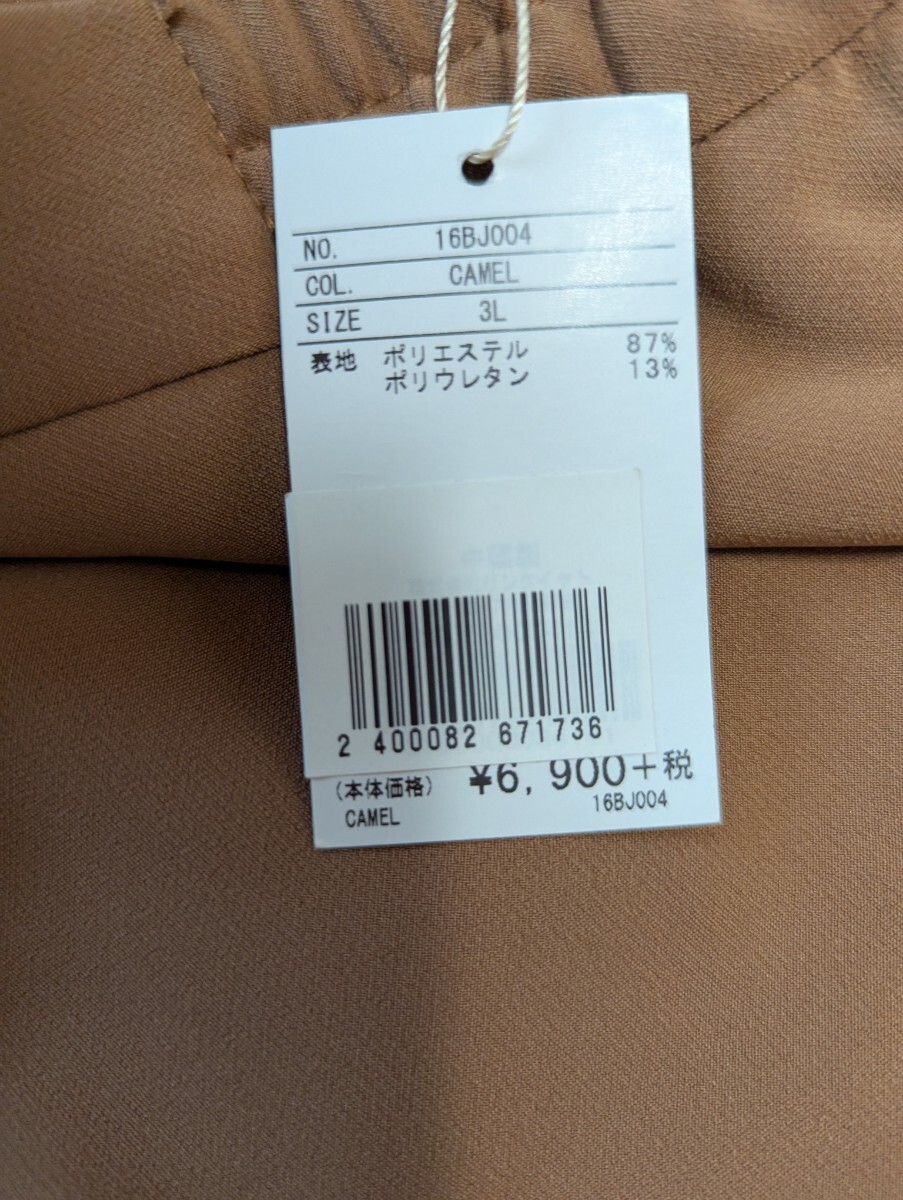 NO. 16BJ004
COL. CAMEL
SIZE 3L
表地 ポリエステル 87%
ポリウレタン 13%
2 400082 671736
(本体価格) ¥6,900+税
CAMEL 16BJ004